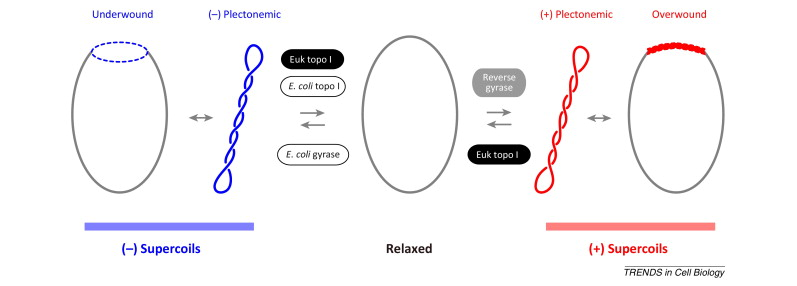 Underwound
(–) Plectonemic
(+) Plectonemic
Overwound
Euk topo I
E. coli topo I
E. coli gyrase
Reverse
gyrase
Euk topo I
(–) Supercoils
Relaxed
(+) Supercoils
TRENDS in Cell Biology